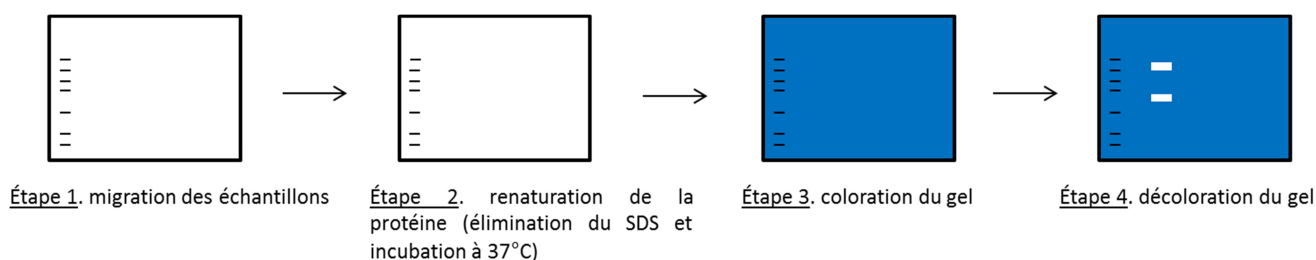 Étape 1. migration des échantillons
Étape 2. renaturation de la
protéine (élimination du SDS et
incubation à 37°C)
Étape 3. coloration du gel
Étape 4. décoloration du gel